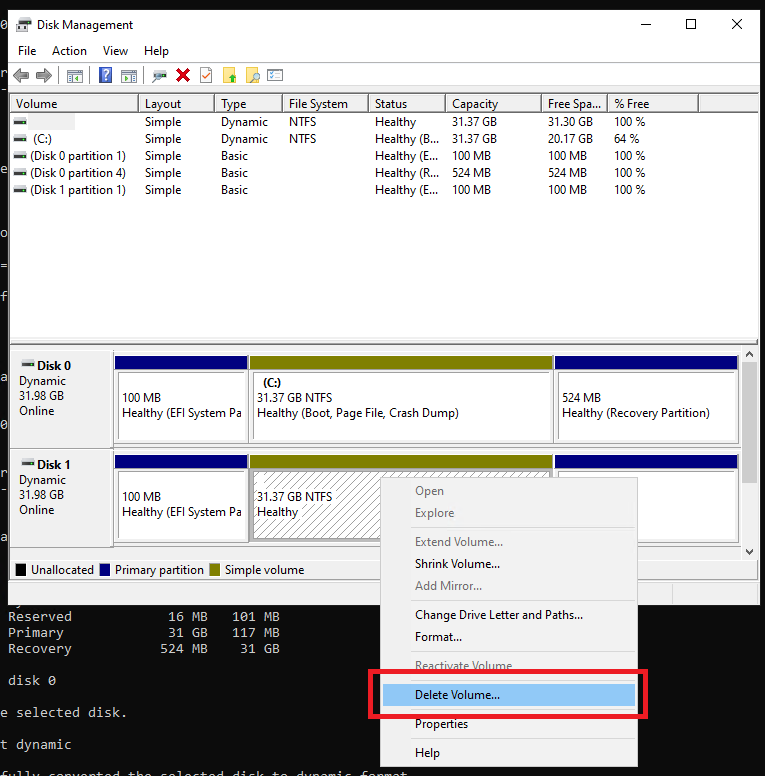 Disk Management
File Action View Help
Volume Layout Type File System Status Capacity Free Spa... % Free
Simple Dynamic NTFS Healthy 31.37 GB 31.30 GB 100 %
(C:) Simple Dynamic NTFS Healthy (B... 31.37 GB 20.17 GB 64 %
(Disk 0 partition 1) Simple Basic Healthy (E... 100 MB 100 MB 100 %
(Disk 0 partition 4) Simple Basic Healthy (R... 524 MB 524 MB 100 %
(Disk 1 partition 1) Simple Basic Healthy (E... 100 MB 100 MB 100 %
Disk 0
Dynamic
31.98 GB
Online
100 MB
Healthy (EFI System Pa
(C:)
31.37 GB NTFS
Healthy (Boot, Page File, Crash Dump)
524 MB
Healthy (Recovery Partition)
Disk 1
Dynamic
31.98 GB
Online
100 MB
Healthy (EFI System Pa
31.37 GB NTFS
Healthy
Open
Explore
Extend Volume...
Shrink Volume...
Add Mirror...
Change Drive Letter and Paths...
Format...
Reactivate Volume
Delete Volume...
Properties
Help
Unallocated Primary partition Simple volume
Reserved 16 MB 101 MB
Primary 31 GB 117 MB
Recovery 524 MB 31 GB
disk 0
e selected disk.
t dynamic
fully converted the selected disk to dynamic format